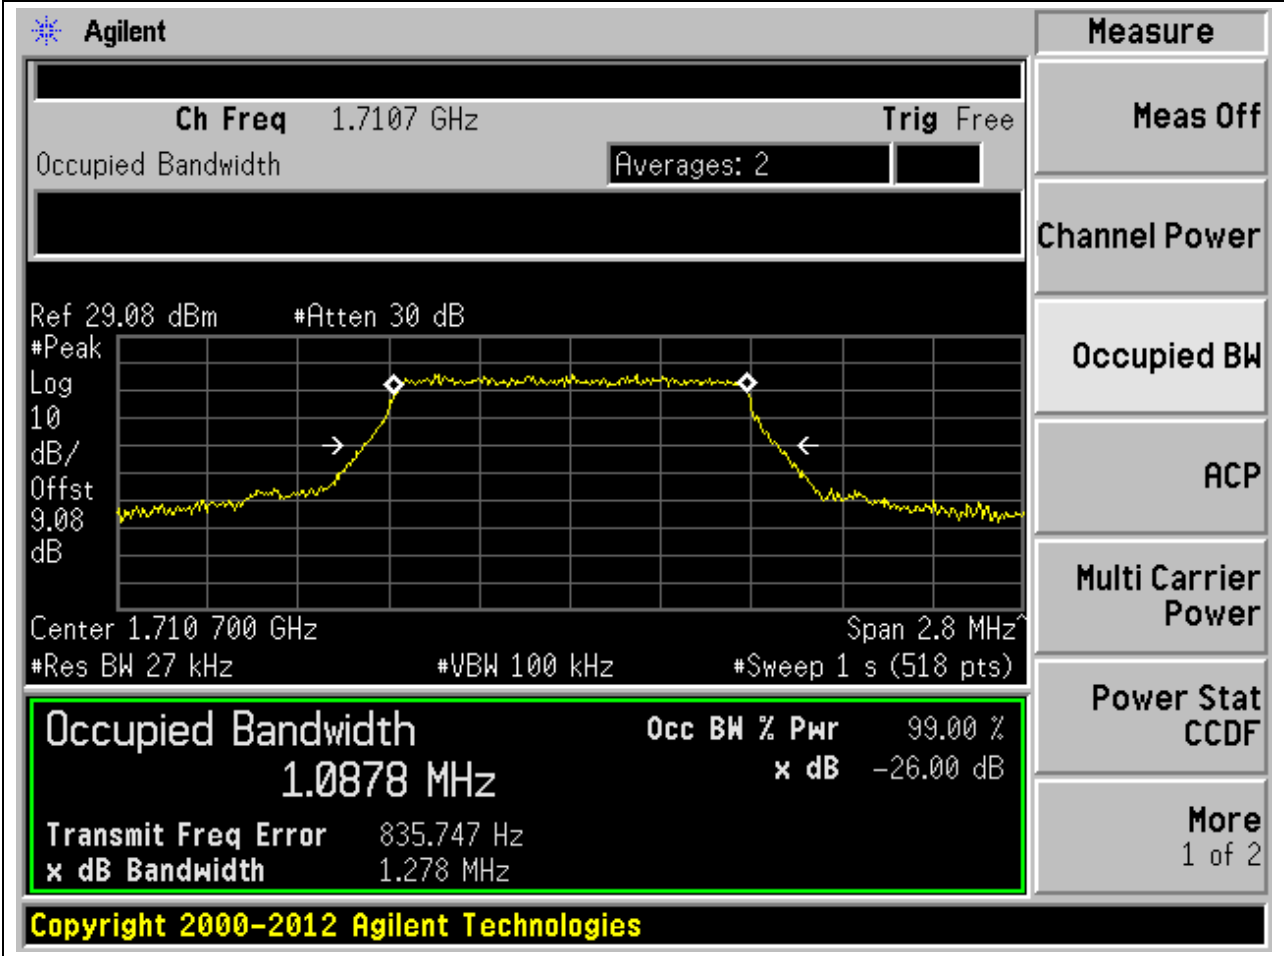 Agilent
Measure
Ch Freq 1.7107 GHz Trig Free
Occupied Bandwidth Averages: 2
Meas Off
Channel Power
Occupied BW
ACP
Multi Carrier
Power
Power Stat
CCDF
More
1 of 2
Ref 29.08 dBm #Atten 30 dB
#Peak
Log
10
dB/
Offst
9.08
dB
Center 1.710 700 GHz Span 2.8 MHz^
#Res BW 27 kHz #VBW 100 kHz #Sweep 1 s (518 pts)
Occupied Bandwidth Occ BW % Pwr 99.00 %
1.0878 MHz x dB -26.00 dB
Transmit Freq Error 835.747 Hz
x dB Bandwidth 1.278 MHz
Copyright 2000-2012 Agilent Technologies